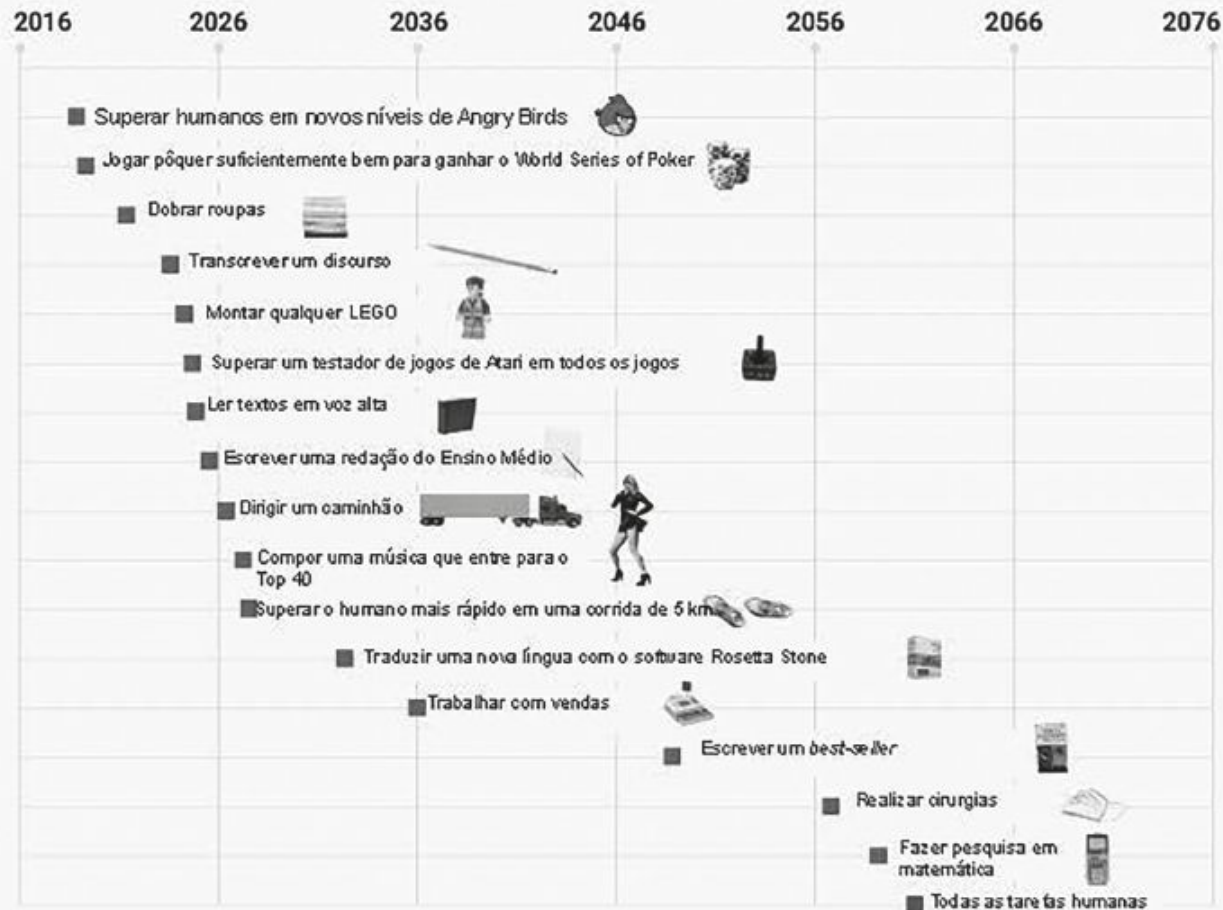 2016 2026 2036 2046 2056 2066 2076
Superar humanos em novos níveis de Angry Birds
Jogar pôquer suficientemente bem para ganhar o World Series of Poker
Dobrar roupas
Transcrever um discurso
Montar qualquer LEGO
Superar um testador de jogos de Atari em todos os jogos
Ler textos em voz alta
Escrever uma redação do Ensino Médio
Dirigir um caminhão
Compor uma música que entre para o
Top 40
Superar o humano mais rápido em uma corrida de 5 km
Traduzir uma nova língua com o software Rosetta Stone
Trabalhar com vendas
Escrever um best-seller
Realizar cirurgias
Fazer pesquisa em
matemática
Todas as tarefas humanas